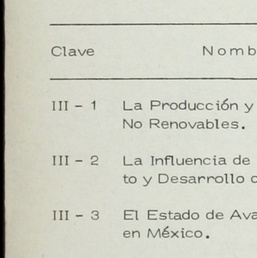 Clave Nomb
III - 1 La Producción y
No Renovables.
III - 2 La Influencia de
to y Desarrollo
III - 3 El Estado de Ava
en México.